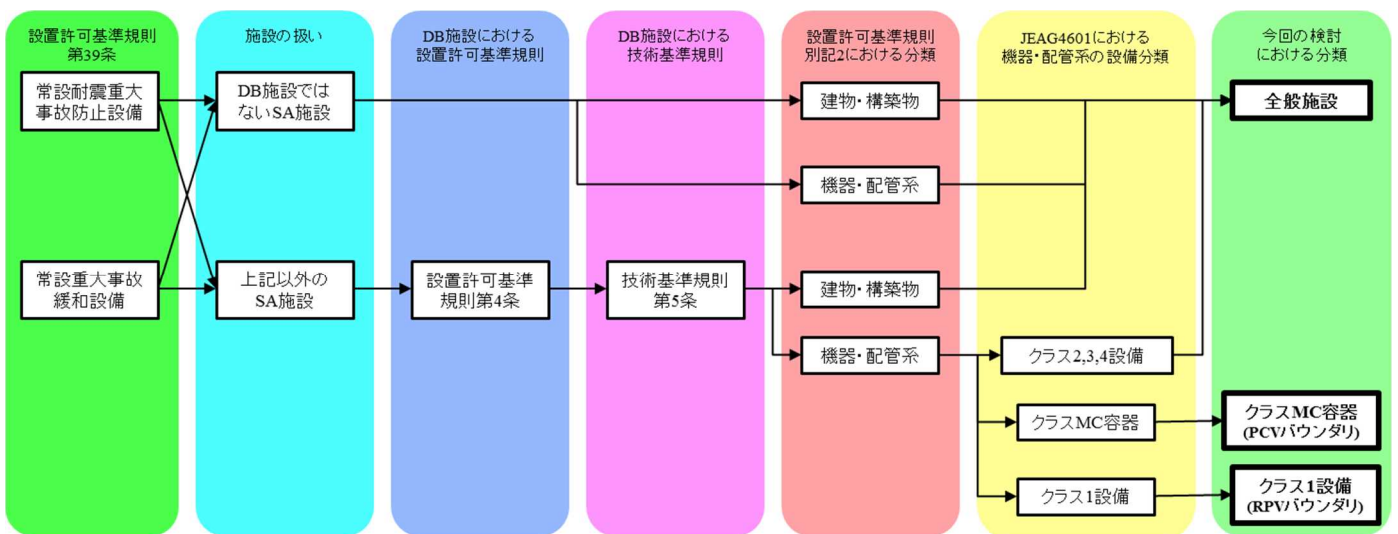 設置許可基準規則
第39条
施設の扱い
DB施設における
設置許可基準規則
DB施設における
技術基準規則
設置許可基準規則
別記2における分類
JEAG4601における
機器・配管系の設備分類
今回の検討
における分類
常設耐震重大
事故防止設備
DB施設では
ないSA施設
建物・構築物
全般施設
機器・配管系
常設重大事故
緩和設備
上記以外の
SA施設
設置許可基準
規則第4条
技術基準規則
第5条
建物・構築物
機器・配管系
クラス2,3,4設備
クラスMC容器
クラスMC容器
(PCVバウンダリ)
クラス1設備
クラス1設備
(RPVバウンダリ)